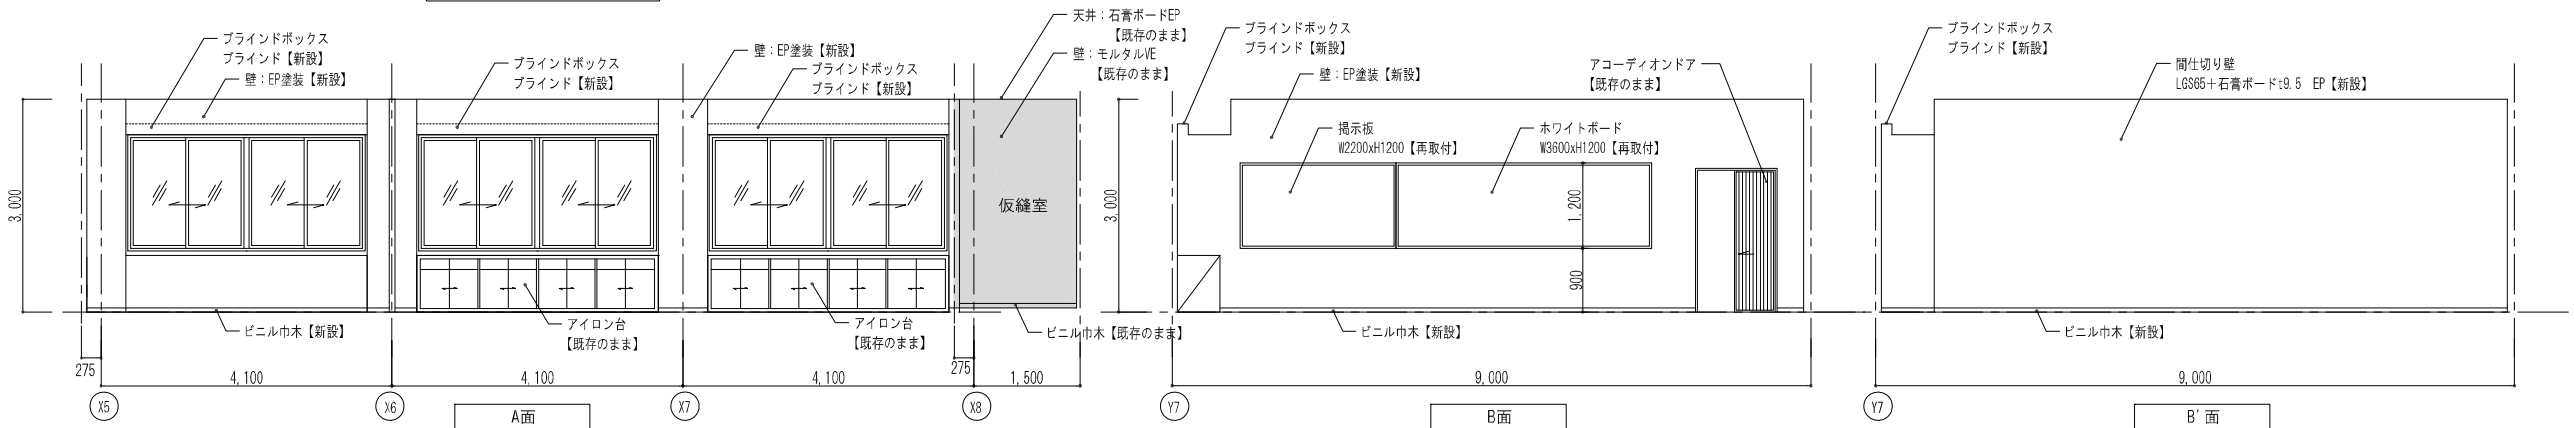 ブラインドボックス
ブラインド【新設】
壁：EP塗装【新設】
ブラインドボックス
ブラインド【新設】
壁：EP塗装【新設】
ブラインドボックス
ブラインド【新設】
天井：石膏ボードEP
【既存のまま】
壁：モルタルVE
【既存のまま】
仮縫室
3,000
ビニル巾木【新設】
アイロン台
【既存のまま】
アイロン台
【既存のまま】
ビニル巾木【既存のまま】
275
4,100
4,100
4,100
275
1,500
X5
X6
X7
X8
A面
ブラインドボックス
ブラインド【新設】
壁：EP塗装【新設】
アコーディオンドア
【既存のまま】
掲示板
W2200xH1200【再取付】
ホワイトボード
W3600xH1200【再取付】
3,000
1,200
900
ビニル巾木【新設】
9,000
Y7
B面
ブラインドボックス
ブラインド【新設】
間仕切り壁
LGS65＋石膏ボードt9.5 EP【新設】
ビニル巾木【新設】
9,000
Y7
B'面